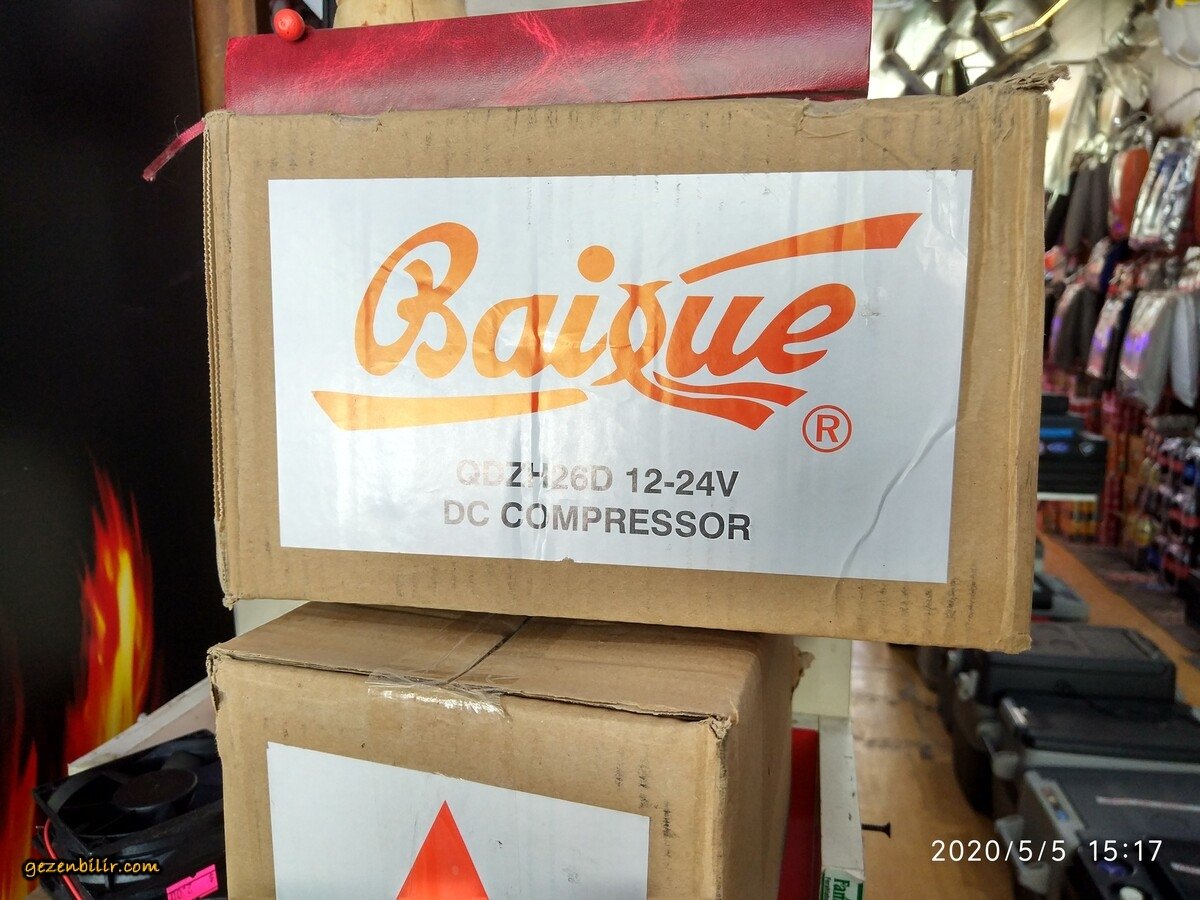 Baique
®
QDZH26D 12-24V
DC COMPRESSOR
2020/5/5 15:17
gezenbilir.com